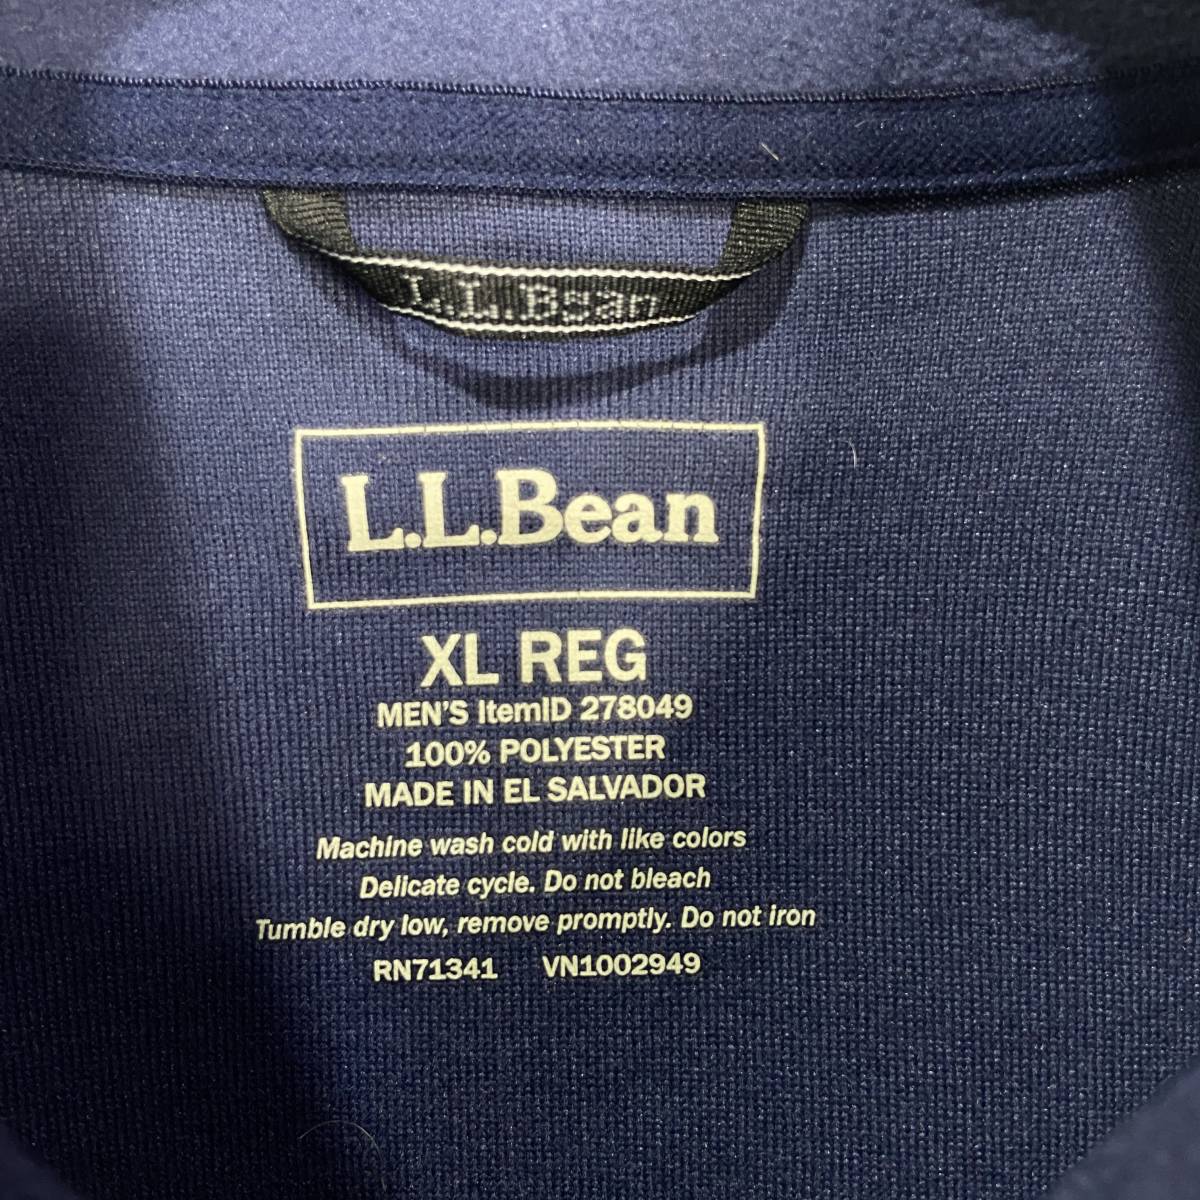 L.L.Bean
L.L.Bean
XL REG
MEN'S ItemID 278049
100% POLYESTER
MADE IN EL SALVADOR
Machine wash cold with like colors
Delicate cycle. Do not bleach
Tumble dry low, remove promptly. Do not iron
RN71341 VN1002949